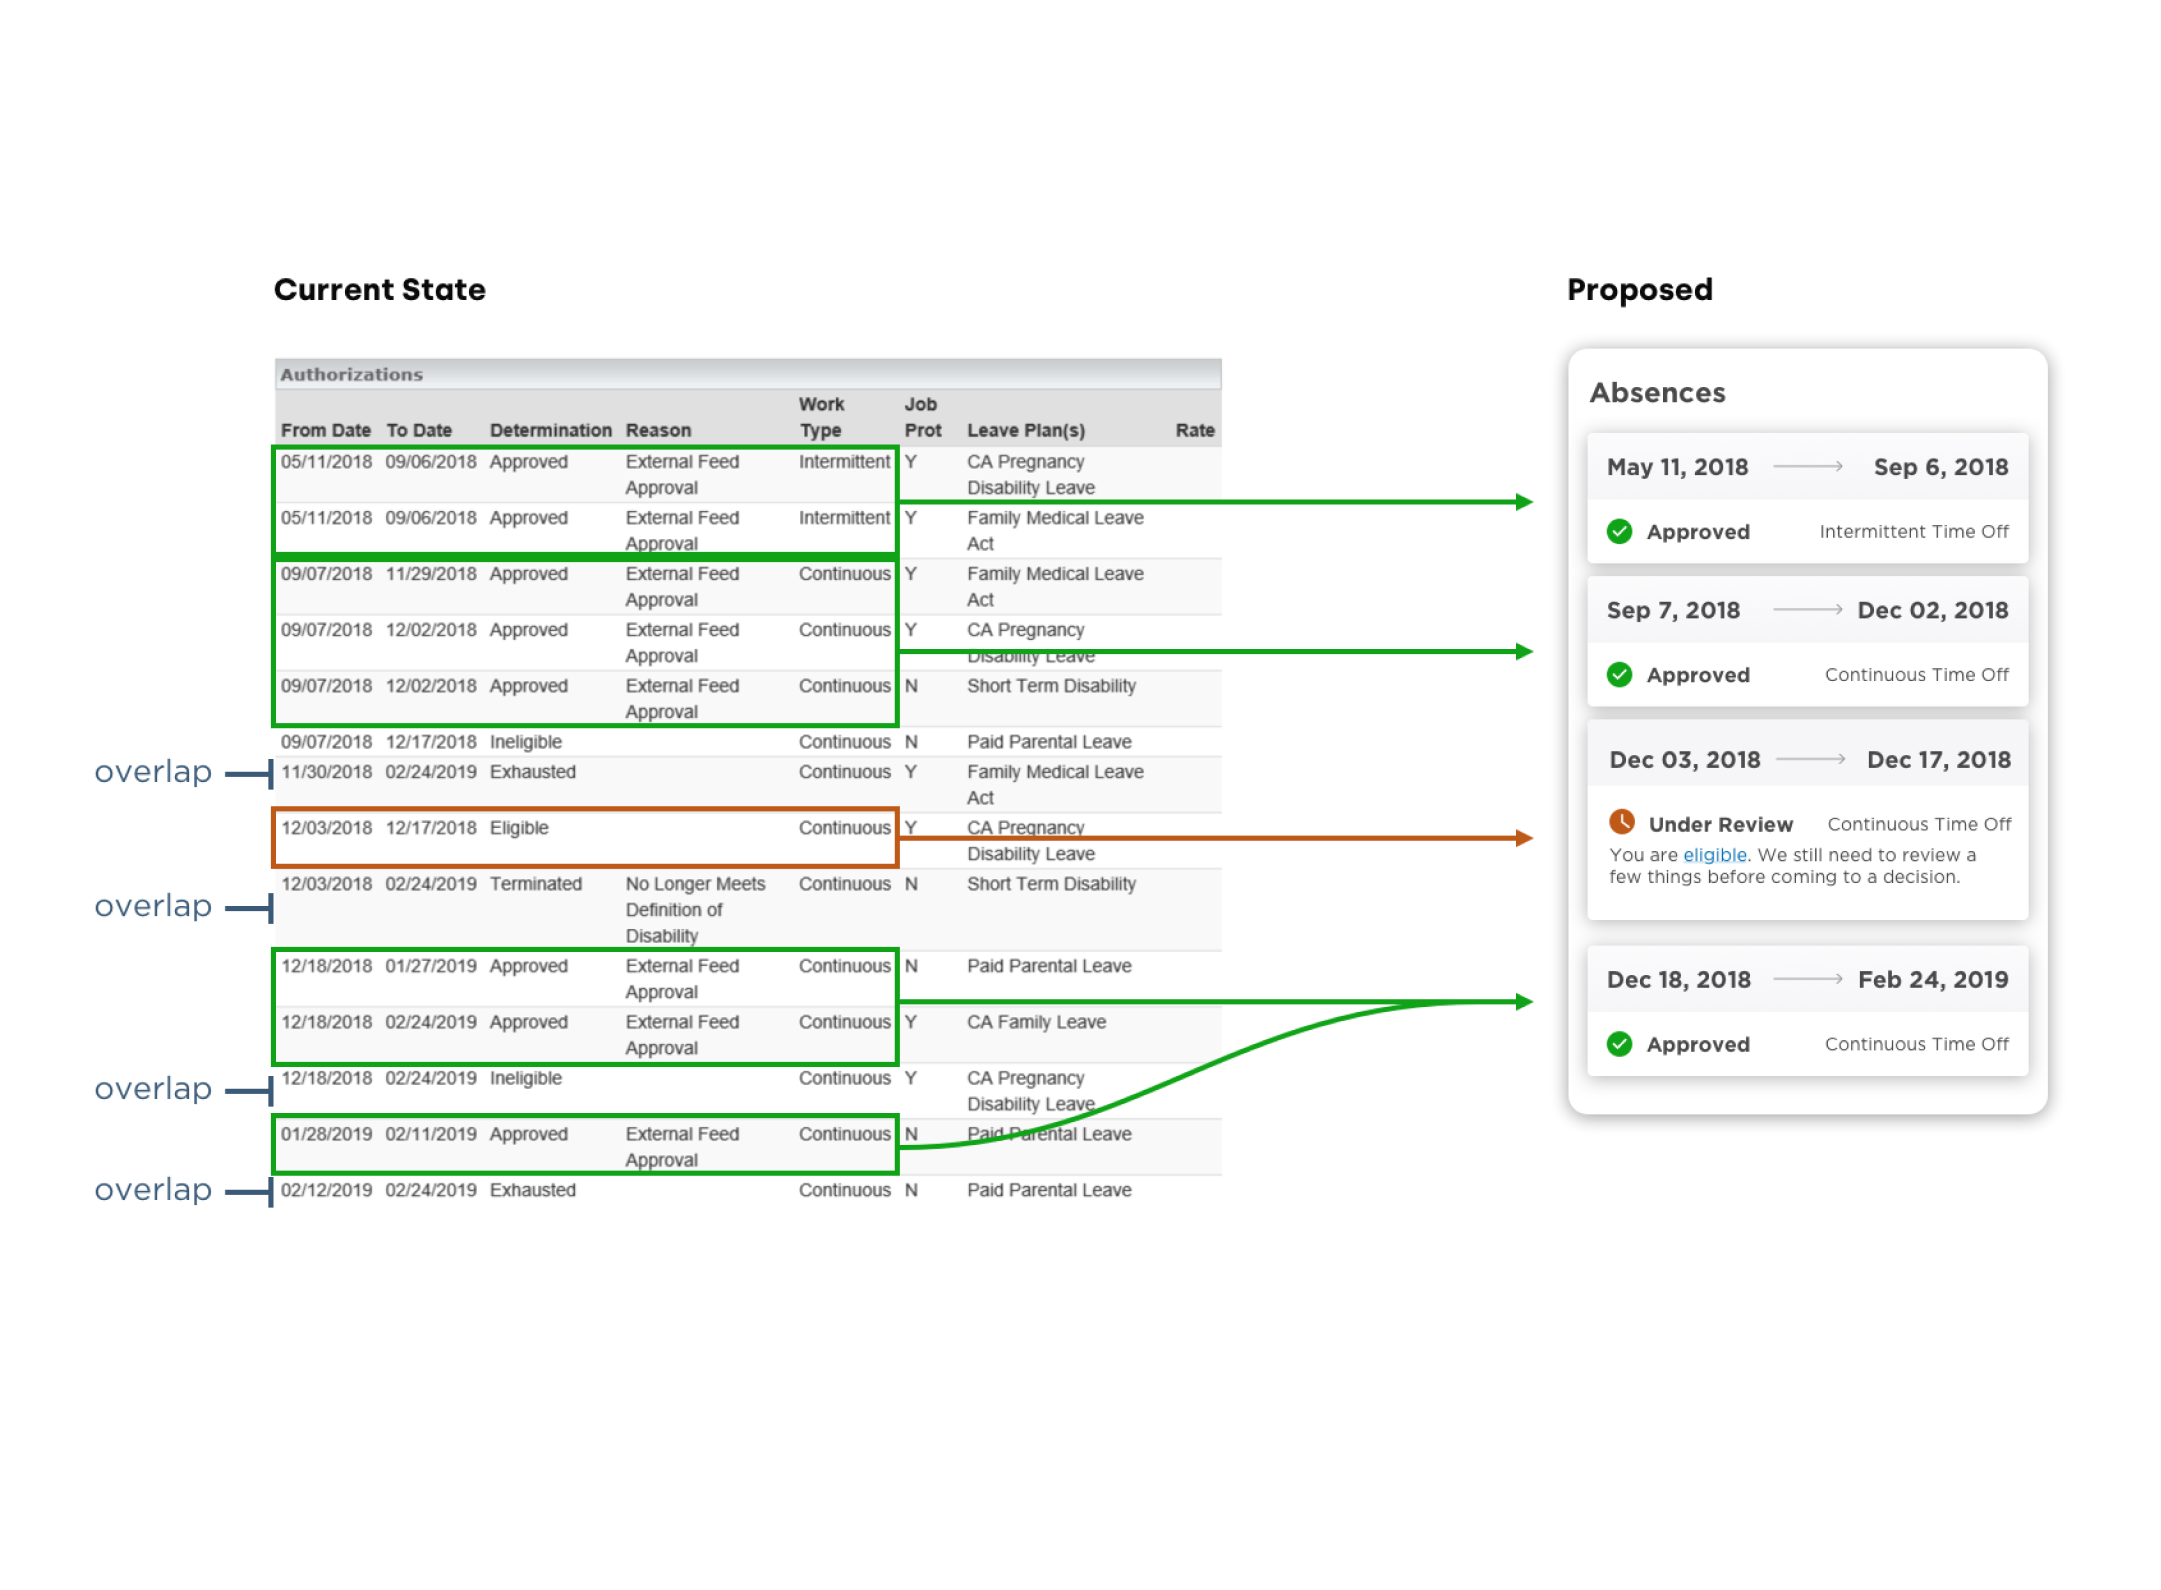 Current State
Authorizations
From Date To Date Determination Reason Work Type Job Prot Leave Plan(s) Rate
05/11/2018 09/06/2018 Approved External Feed Intermittent Y CA Pregnancy
Approval Disability Leave
05/11/2018 09/06/2018 Approved External Feed Intermittent Y Family Medical Leave
Approval Act
09/07/2018 11/29/2018 Approved External Feed Continuous Y Family Medical Leave
Approval Act
09/07/2018 12/02/2018 Approved External Feed Continuous Y CA Pregnancy
Approval Disability Leave
09/07/2018 12/02/2018 Approved External Feed Continuous N Short Term Disability
Approval
09/07/2018 12/17/2018 Ineligible Continuous N Paid Parental Leave
overlap 11/30/2018 02/24/2019 Exhausted Continuous Y Family Medical Leave
Act
12/03/2018 12/17/2018 Eligible Continuous Y CA Pregnancy
Disability Leave
12/03/2018 02/24/2019 Terminated No Longer Meets Continuous N Short Term Disability
overlap Definition of
Disability
12/18/2018 01/27/2019 Approved External Feed Continuous N Paid Parental Leave
Approval
12/18/2018 02/24/2019 Approved External Feed Continuous Y CA Family Leave
Approval
overlap 12/18/2018 02/24/2019 Ineligible Continuous Y CA Pregnancy
Disability Leave
01/28/2019 02/11/2019 Approved External Feed Continuous N Paid Parental Leave
Approval
overlap 02/12/2019 02/24/2019 Exhausted Continuous N Paid Parental Leave
Proposed
Absences
May 11, 2018 Sep 6, 2018
Approved Intermittent Time Off
Sep 7, 2018 Dec 02, 2018
Approved Continuous Time Off
Dec 03, 2018 Dec 17, 2018
Under Review Continuous Time Off
You are eligible. We still need to review a
few things before coming to a decision.
Dec 18, 2018 Feb 24, 2019
Approved Continuous Time Off